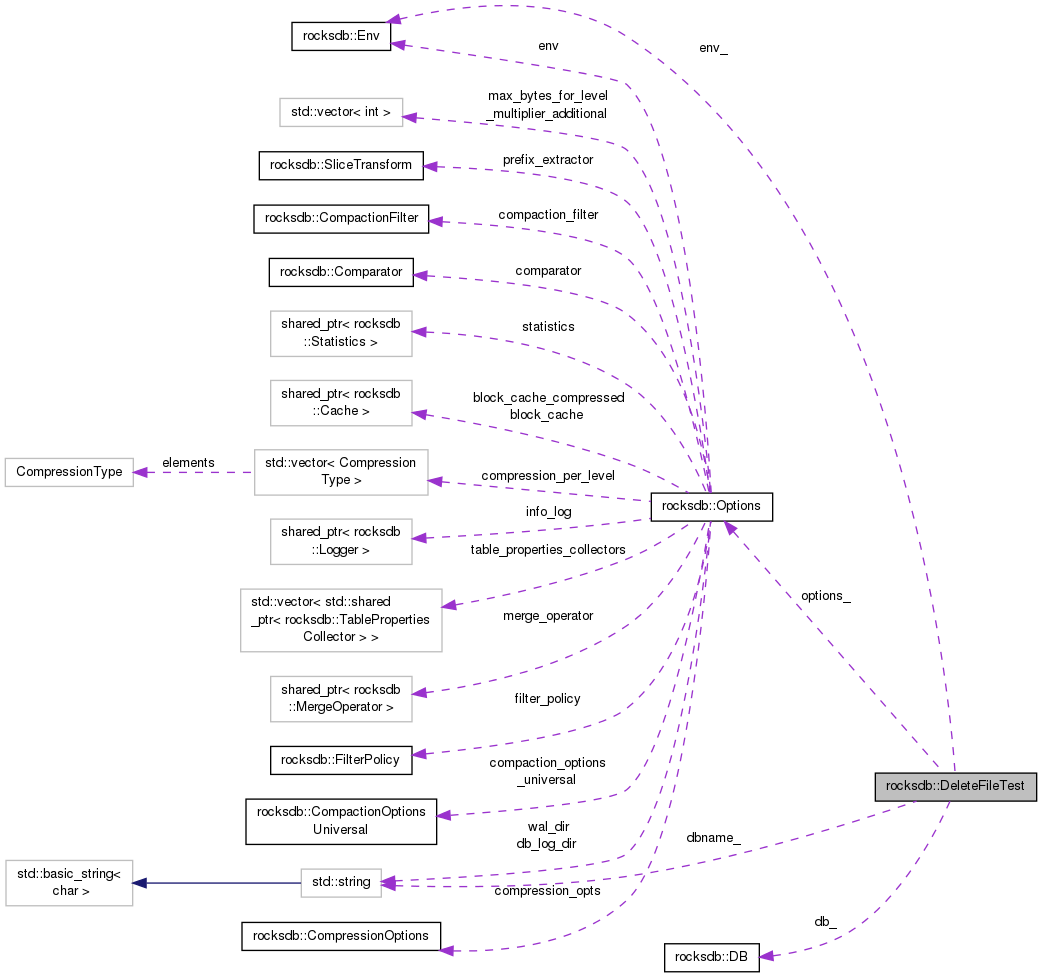 rocksdb::Env
env_
env
max_bytes_for_level
_multiplier_additional
std::vector< int >
prefix_extractor
rocksdb::SliceTransform
compaction_filter
rocksdb::CompactionFilter
comparator
rocksdb::Comparator
statistics
shared_ptr< rocksdb
::Statistics >
block_cache_compressed
block_cache
shared_ptr< rocksdb
::Cache >
CompressionType
elements
std::vector< Compression
Type >
compression_per_level
rocksdb::Options
info_log
shared_ptr< rocksdb
::Logger >
table_properties_collectors
std::vector< std::shared
_ptr< rocksdb::TableProperties
Collector > >
options_
merge_operator
shared_ptr< rocksdb
::MergeOperator >
filter_policy
rocksdb::FilterPolicy
compaction_options
_universal
rocksdb::DeleteFileTest
rocksdb::CompactionOptions
Universal
wal_dir
db_log_dir
dbname_
std::basic_string<
char >
std::string
compression_opts
rocksdb::CompressionOptions
db_
rocksdb::DB